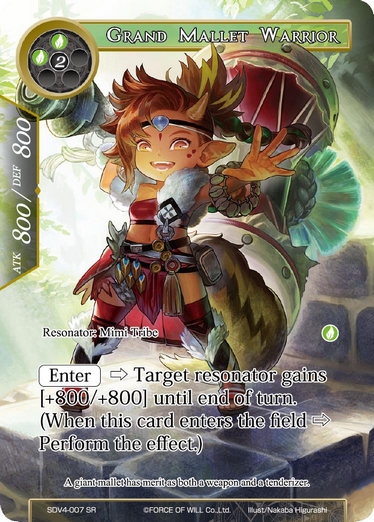 Grand Mallet Warrior
2
ATK 800 / DEF 800
Resonator: Mimi Tribe
Enter ⇨ Target resonator gains
[+800/+800] until end of turn.
(When this card enters the field ⇨
Perform the effect.)
A giant mallet has merit as both a weapon and a tenderizer.
SDV4-007 SR ©FORCE OF WILL Co.,Ltd. Illust/Nakaba Higurashi